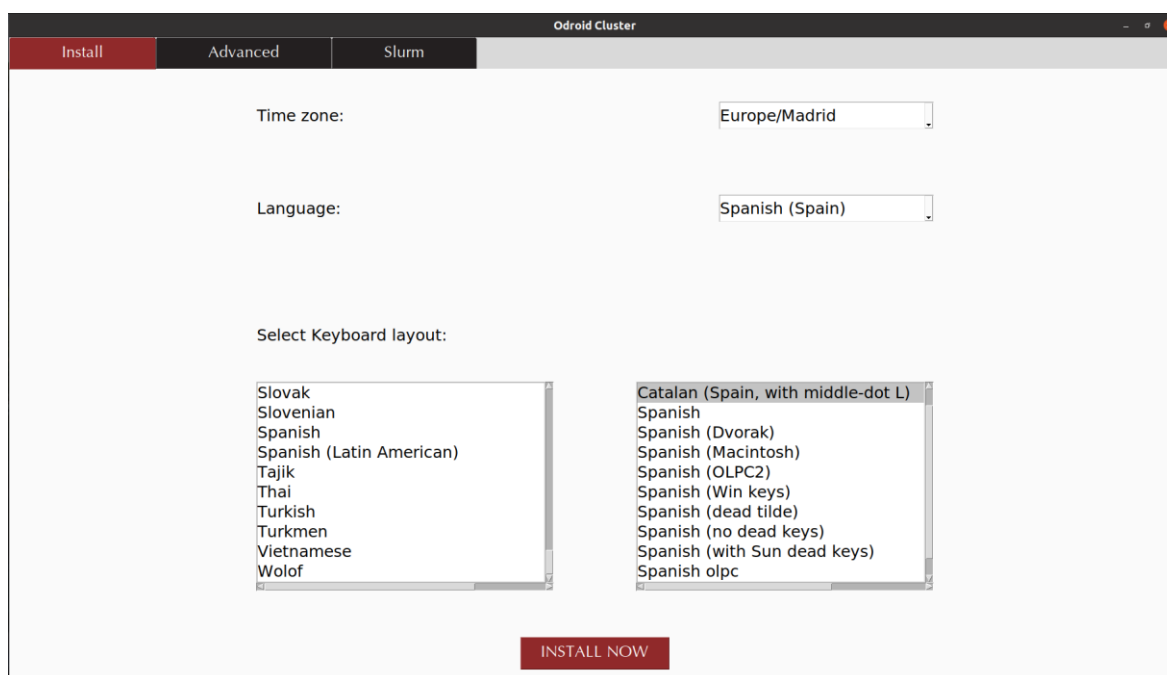 Odroid Cluster
Install Advanced Slurm
Time zone: Europe/Madrid
Language: Spanish (Spain)
Select Keyboard layout:
Slovak
Slovenian
Spanish
Spanish (Latin American)
Tajik
Thai
Turkish
Turkmen
Vietnamese
Wolof
Catalan (Spain, with middle-dot L)
Spanish
Spanish (Dvorak)
Spanish (Macintosh)
Spanish (OLPC2)
Spanish (Win keys)
Spanish (dead tilde)
Spanish (no dead keys)
Spanish (with Sun dead keys)
Spanish olpc
INSTALL NOW